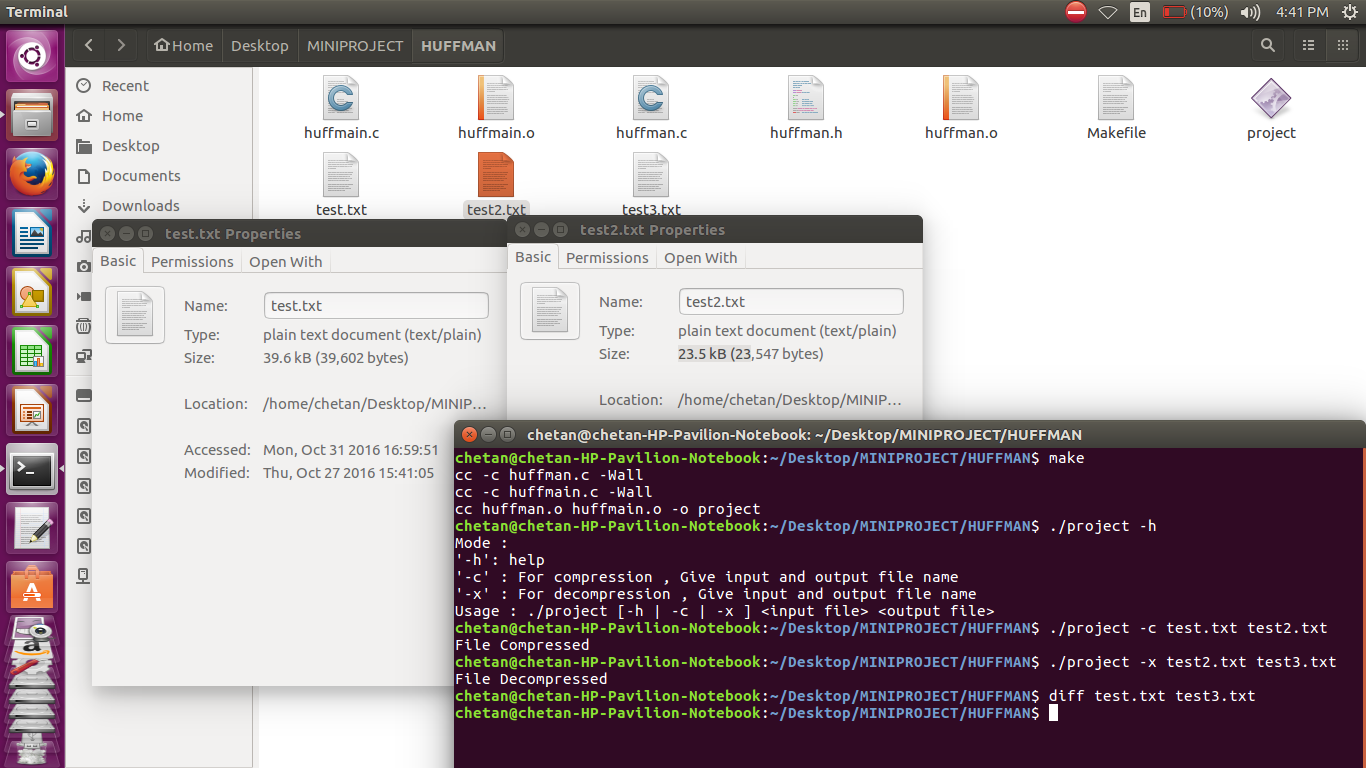 Terminal
En
(10%)
4:41 PM
Home
Desktop
MINIPROJECT
HUFFMAN
Recent
Home
Desktop
Documents
Downloads
huffmain.c
huffmain.o
huffman.c
huffman.h
huffman.o
Makefile
project
test.txt
test2.txt
test3.txt
test.txt Properties
Basic
Permissions
Open With
Name:
test.txt
Type:
plain text document (text/plain)
Size:
39.6 kB (39,602 bytes)
Location:
/home/chetan/Desktop/MINIP...
Accessed:
Mon, Oct 31 2016 16:59:51
Modified:
Thu, Oct 27 2016 15:41:05
test2.txt Properties
Basic
Permissions
Open With
Name:
test2.txt
Type:
plain text document (text/plain)
Size:
23.5 kB (23,547 bytes)
Location:
/home/chetan/Desktop/MINIP...
chetan@chetan-HP-Pavilion-Notebook: ~/Desktop/MINIPROJECT/HUFFMAN
chetan@chetan-HP-Pavilion-Notebook:~/Desktop/MINIPROJECT/HUFFMAN$ make
cc -c huffman.c -Wall
cc -c huffmain.c -Wall
cc huffman.o huffmain.o -o project
chetan@chetan-HP-Pavilion-Notebook:~/Desktop/MINIPROJECT/HUFFMAN$ ./project -h
Mode :
'-h': help
'-c' : For compression , Give input and output file name
'-x' : For decompression , Give input and output file name
Usage : ./project [-h | -c | -x ] <input file> <output file>
chetan@chetan-HP-Pavilion-Notebook:~/Desktop/MINIPROJECT/HUFFMAN$ ./project -c test.txt test2.txt
File Compressed
chetan@chetan-HP-Pavilion-Notebook:~/Desktop/MINIPROJECT/HUFFMAN$ ./project -x test2.txt test3.txt
File Decompressed
chetan@chetan-HP-Pavilion-Notebook:~/Desktop/MINIPROJECT/HUFFMAN$ diff test.txt test3.txt
chetan@chetan-HP-Pavilion-Notebook:~/Desktop/MINIPROJECT/HUFFMAN$